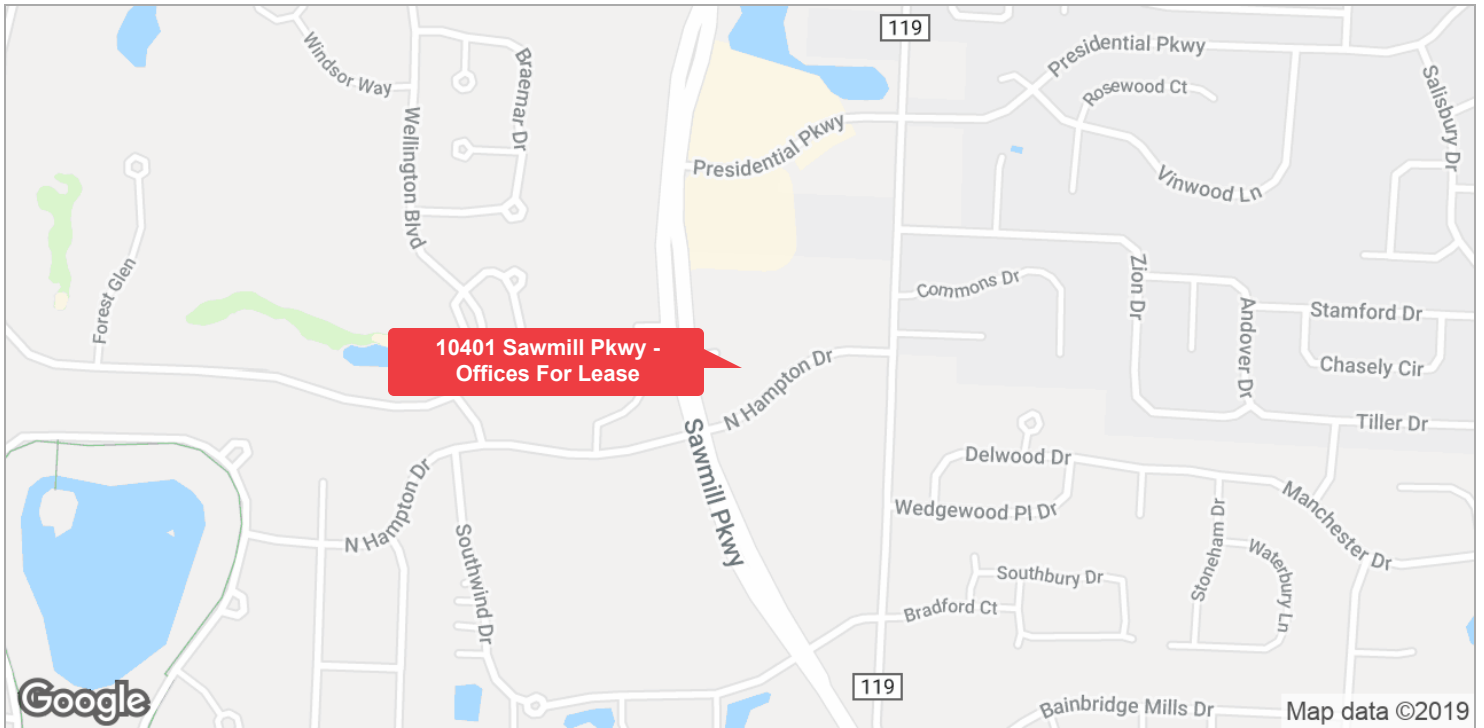 119
Presidential Pkwy
Windsor Way
Braemar Dr
Salisbury Dr
Rosewood Ct
Wellington Blvd
Presidential Pkwy
Vinwood Ln
Forest Glen
Commons Dr
Zion Dr
Andover Dr
Stamford Dr
10401 Sawmill Pkwy -
Offices For Lease
N Hampton Dr
Chasely Cir
Tiller Dr
Sawmill Pkwy
Delwood Dr
N Hampton Dr
Wedgewood Pl Dr
Manchester Dr
Southwind Dr
Stoneham Dr
Waterbury Ln
Southbury Dr
Bradford Ct
119
Bainbridge Mills Dr
Google
Map data ©2019